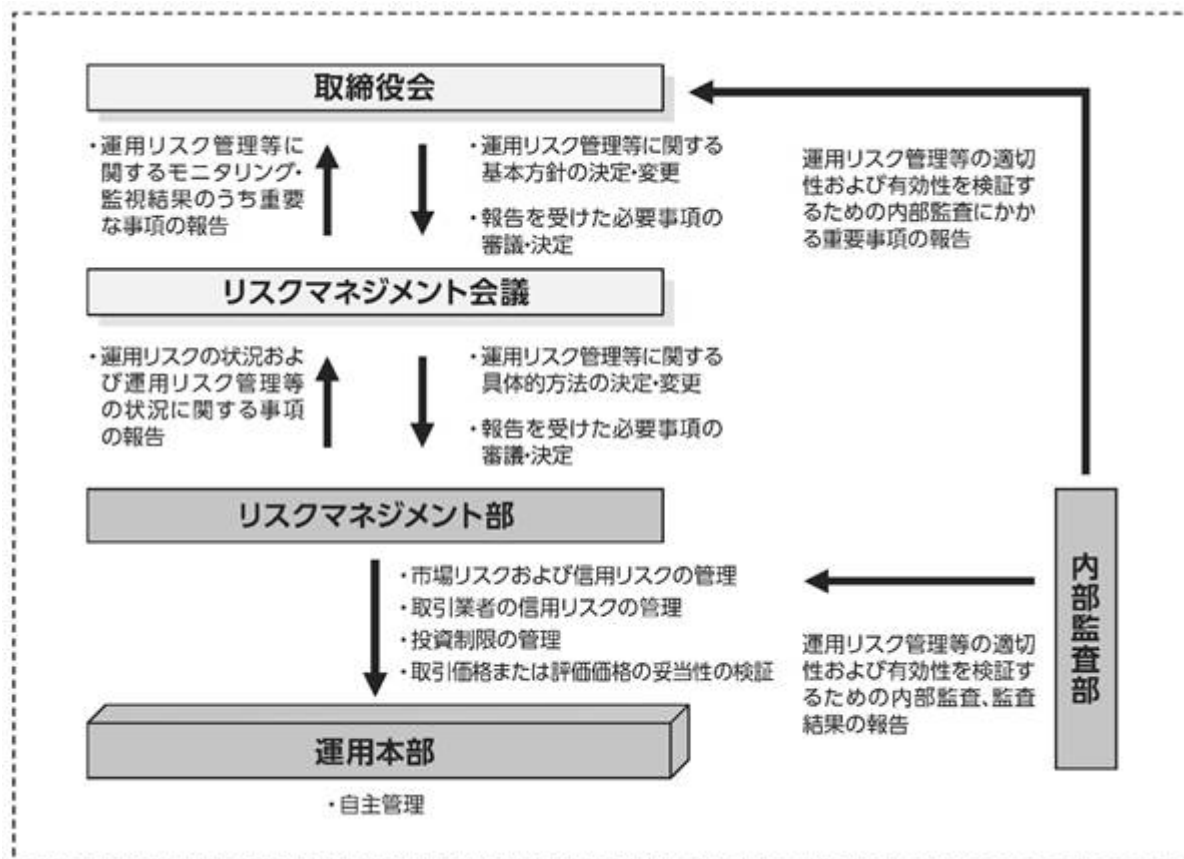 取締役会
・運用リスク管理等に
関するモニタリング・
監視結果のうち重要
な事項の報告
・運用リスク管理等に関する
基本方針の決定・変更
・報告を受けた必要事項の
審議・決定
運用リスク管理等の適切
性および有効性を検証す
るための内部監査にかか
る重要事項の報告
リスクマネジメント会議
・運用リスクの状況およ
び運用リスク管理等
の状況に関する事項
の報告
・運用リスク管理等に関する
具体的方法の決定・変更
・報告を受けた必要事項の
審議・決定
リスクマネジメント部
・市場リスクおよび信用リスクの管理
・取引業者の信用リスクの管理
・投資制限の管理
・取引価格または評価価格の妥当性の検証
内部監査部
運用リスク管理等の適切
性および有効性を検証す
るための内部監査、監査
結果の報告
運用本部
・自主管理